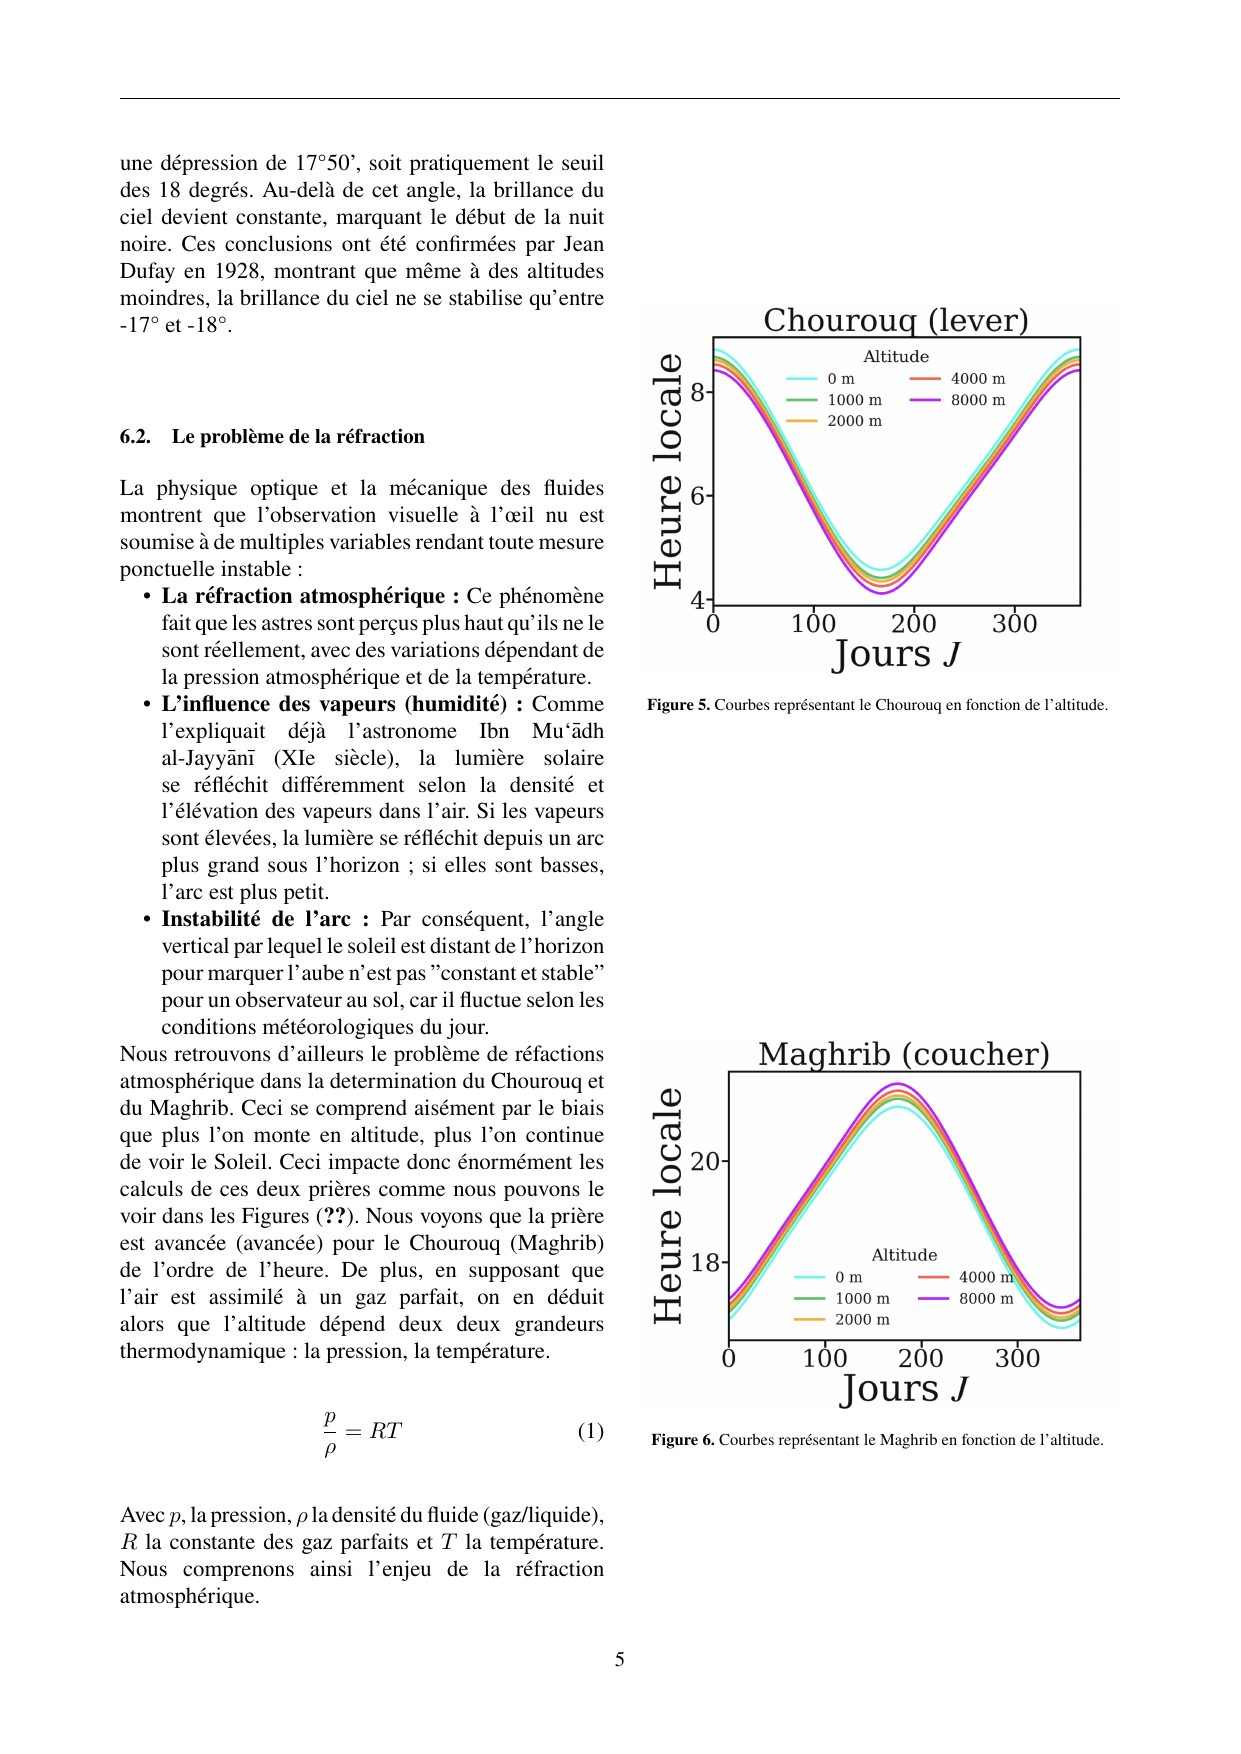 une dépression de 17°50’, soit pratiquement le seuil
des 18 degrés. Au-delà de cet angle, la brillance du
ciel devient constante, marquant le début de la nuit
noire. Ces conclusions ont été confirmées par Jean
Dufay en 1928, montrant que même à des altitudes
moindres, la brillance du ciel ne se stabilise qu’entre
-17° et -18°.
6.2. Le problème de la réfraction
La physique optique et la mécanique des fluides
montrent que l’observation visuelle à l’œil nu est
soumise à de multiples variables rendant toute mesure
ponctuelle instable :
• La réfraction atmosphérique : Ce phénomène
fait que les astres sont perçus plus haut qu’ils ne le
sont réellement, avec des variations dépendant de
la pression atmosphérique et de la température.
• L’influence des vapeurs (humidité) : Comme
l’expliquait déjà l’astronome Ibn Mu‘ādh
al-Jayyānī (XIe siècle), la lumière solaire
se réfléchit différemment selon la densité et
l’élévation des vapeurs dans l’air. Si les vapeurs
sont élevées, la lumière se réfléchit depuis un arc
plus grand sous l’horizon ; si elles sont basses,
l’arc est plus petit.
• Instabilité de l’arc : Par conséquent, l’angle
vertical par lequel le soleil est distant de l’horizon
pour marquer l’aube n’est pas ”constant et stable”
pour un observateur au sol, car il fluctue selon les
conditions météorologiques du jour.
Nous retrouvons d’ailleurs le problème de réfactions
atmosphérique dans la determination du Chourouq et
du Maghrib. Ceci se comprend aisément par le biais
que plus l’on monte en altitude, plus l’on continue
de voir le Soleil. Ceci impacte donc énormément les
calculs de ces deux prières comme nous pouvons le
voir dans les Figures (??). Nous voyons que la prière
est avancée (avancée) pour le Chourouq (Maghrib)
de l’ordre de l’heure. De plus, en supposant que
l’air est assimilé à un gaz parfait, on en déduit
alors que l’altitude dépend deux deux grandeurs
thermodynamique : la pression, la température.
p/ρ = RT (1)
Avec p, la pression, ρ la densité du fluide (gaz/liquide),
R la constante des gaz parfaits et T la température.
Nous comprenons ainsi l’enjeu de la réfraction
atmosphérique.
Chourouq (lever)
Heure locale
Altitude
0 m 4000 m
1000 m 8000 m
2000 m
8
6
4
0 100 200 300
Jours J
Figure 5. Courbes représentant le Chourouq en fonction de l’altitude.
Maghrib (coucher)
Heure locale
20
18
Altitude
0 m 4000 m
1000 m 8000 m
2000 m
0 100 200 300
Jours J
Figure 6. Courbes représentant le Maghrib en fonction de l’altitude.
5